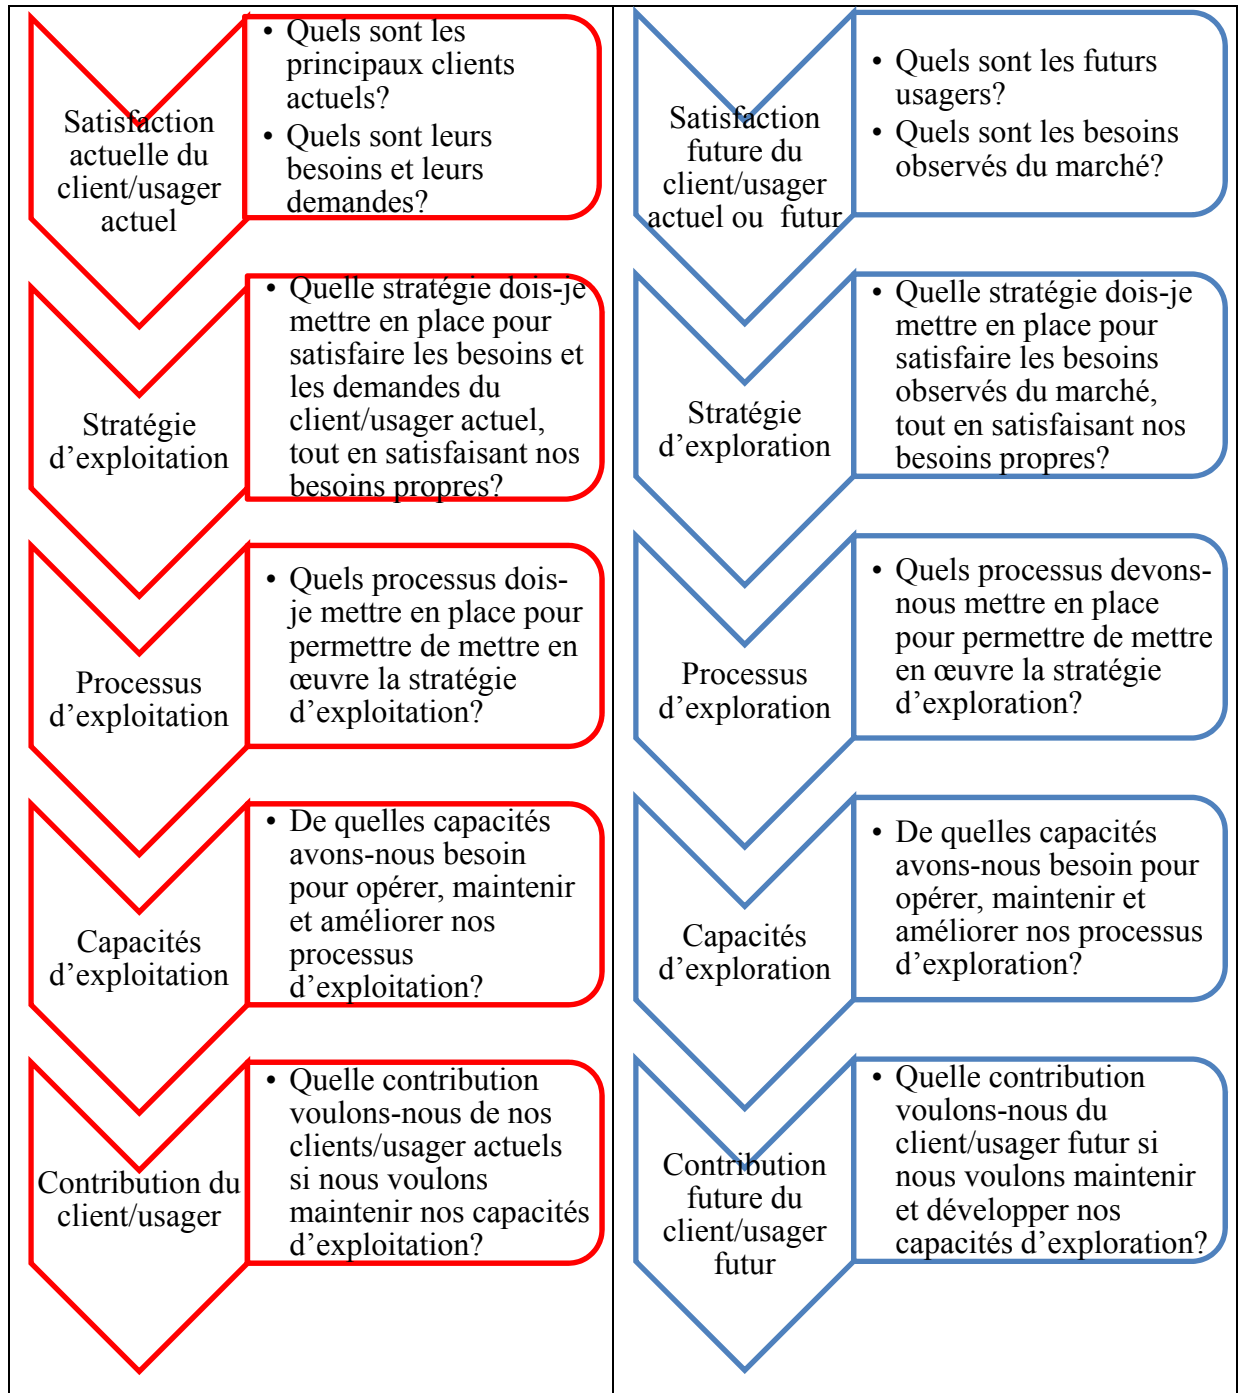 Satisfaction
actuelle du
client/usager
actuel
• Quels sont les
principaux clients
actuels?
• Quels sont leurs
besoins et leurs
demandes?
Stratégie
d’exploitation
• Quelle stratégie dois-je
mettre en place pour
satisfaire les besoins et
les demandes du
client/usager actuel,
tout en satisfaisant nos
besoins propres?
Processus
d’exploitation
• Quels processus dois-
je mettre en place pour
permettre de mettre en
œuvre la stratégie
d’exploitation?
Capacités
d’exploitation
• De quelles capacités
avons-nous besoin
pour opérer, maintenir
et améliorer nos
processus
d’exploitation?
Contribution du
client/usager
• Quelle contribution
voulons-nous de nos
clients/usager actuels
si nous voulons
maintenir nos capacités
d’exploitation?
Satisfaction
future du
client/usager
actuel ou  futur
• Quels sont les futurs
usagers?
• Quels sont les besoins
observés du marché?
Stratégie
d’exploration
• Quelle stratégie dois-je
mettre en place pour
satisfaire les besoins
observés du marché,
tout en satisfaisant nos
besoins propres?
Processus
d’exploration
• Quels processus devons-
nous mettre en place
pour permettre de mettre
en œuvre la stratégie
d’exploration?
Capacités
d’exploration
• De quelles capacités
avons-nous besoin pour
opérer, maintenir et
améliorer nos processus
d’exploration?
Contribution
future du
client/usager
futur
• Quelle contribution
voulons-nous du
client/usager futur si
nous voulons maintenir
et développer nos
capacités d’exploration?